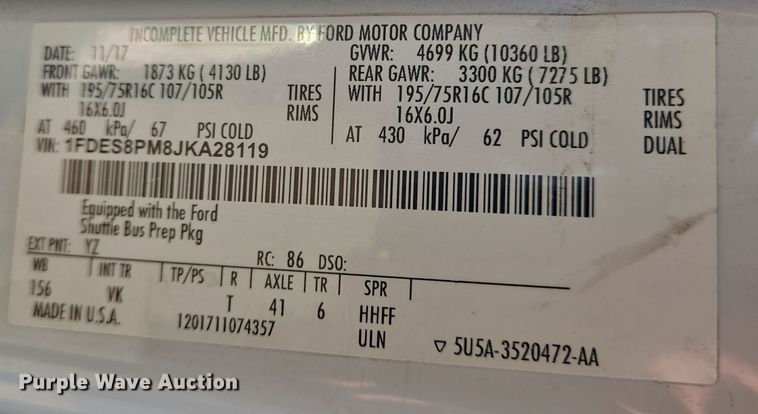 INCOMPLETE VEHICLE MFD. BY FORD MOTOR COMPANY
DATE: 11/17 GVWR: 4699 KG (10360 LB)
FRONT GAWR: 1873 KG ( 4130 LB) REAR GAWR: 3300 KG ( 7275 LB)
WITH 195/75R16C 107/105R TIRES WITH 195/75R16C 107/105R TIRES
16X6.0J RIMS 16X6.0J RIMS
AT 460 kPa/ 67 PSI COLD AT 430 kPa/ 62 PSI COLD DUAL
VIN: 1FDES8PM8JKA28119
Equipped with the Ford
Shuttle Bus Prep Pkg
EXT PNT: YZ RC: 86 DSO:
WB INT TR TP/PS R AXLE TR SPR
156 VK T 41 6 HHFF
MADE IN U.S.A. 1201711074357 ULN
▽ 5U5A-3520472-AA
Purple Wave Auction